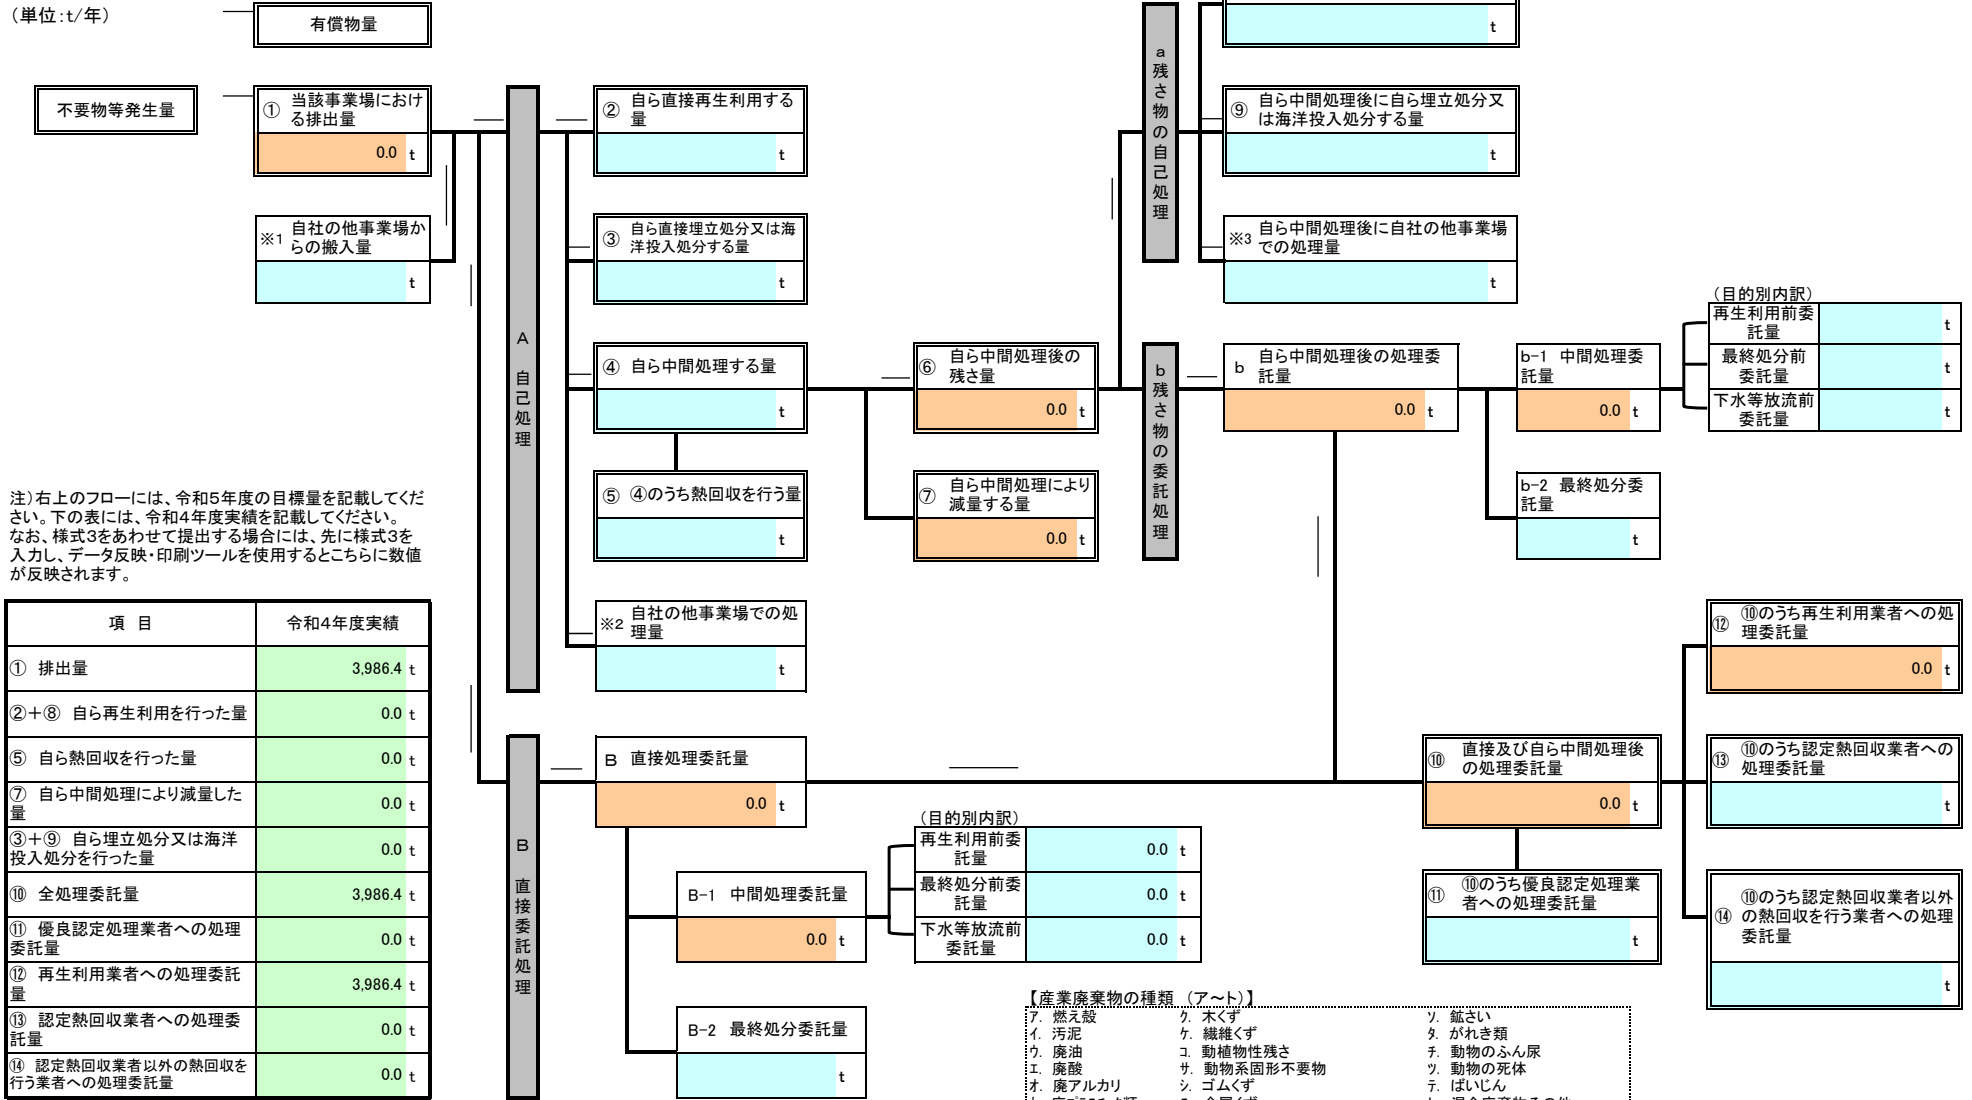 （単位:t/年）
有償物量
t
不要物等発生量
① 当該事業場におけ
る排出量
0.0 t
※1 自社の他事業場か
らの搬入量
t
A 自己処理
② 自ら直接再生利用する
量
t
③ 自ら直接埋立処分又は海
洋投入処分する量
t
④ 自ら中間処理する量
t
⑤ ④のうち熱回収を行う量
t
※2 自社の他事業場での処
理量
t
⑥ 自ら中間処理後の
残さ量
0.0 t
⑦ 自ら中間処理により
減量する量
0.0 t
a 残さ物の自己処理
⑨ 自ら中間処理後に自ら埋立処分又
は海洋投入処分する量
t
※3 自ら中間処理後に自社の他事業場
での処理量
t
b 残さ物の委託処理
b 自ら中間処理後の処理委
託量
0.0 t
b-1 中間処理委
託量
0.0 t
（目的別内訳）
再生利用前委
託量
t
最終処分前
委託量
t
下水等放流前
委託量
t
b-2 最終処分委
託量
t
注）右上のフローには、令和５年度の目標量を記載してくだ
さい。下の表には、令和４年度実績を記載してください。
なお、様式３をあわせて提出する場合には、先に様式３を
入力し、データ反映・印刷ツールを使用するとこちらに数値
が反映されます。
項 目 令和４年度実績
① 排出量 3,986.4 t
②＋⑧ 自ら再生利用を行った量 0.0 t
⑤ 自ら熱回収を行った量 0.0 t
⑦ 自ら中間処理により減量した
量 0.0 t
③＋⑨ 自ら埋立処分又は海洋
投入処分を行った量 0.0 t
⑩ 全処理委託量 3,986.4 t
⑪ 優良認定処理業者への処理
委託量 0.0 t
⑫ 再生利用業者への処理委託
量 3,986.4 t
⑬ 認定熱回収業者への処理委
託量 0.0 t
⑭ 認定熱回収業者以外の熱回収を
行う業者への処理委託量 0.0 t
B 直接委託処理
B 直接処理委託量
0.0 t
B-1 中間処理委託量
0.0 t
（目的別内訳）
再生利用前委
託量
0.0 t
最終処分前委
託量
0.0 t
下水等放流前
委託量
0.0 t
B-2 最終処分委託量
t
⑩ 直接及び自ら中間処理後
の処理委託量
0.0 t
⑪ ⑩のうち優良認定処理業
者への処理委託量
t
⑫ ⑩のうち再生利用業者への処
理委託量
0.0 t
⑬ ⑩のうち認定熱回収業者への
処理委託量
t
⑭ ⑩のうち認定熱回収業者以外
の熱回収を行う業者への処理
委託量
t
【産業廃棄物の種類 （ア～ト）】
ｱ. 燃え殻 ｸ. 木くず ｿ. 鉱さい
ｲ. 汚泥 ｹ. 繊維くず ﾀ. がれき類
ｳ. 廃油 ｺ. 動植物性残さ ﾁ. 動物のふん尿
ｴ. 廃酸 ｻ. 動物系固形不要物 ﾂ. 動物の死体
ｵ. 廃アルカリ ｼ. ゴムくず ﾃ. ばいじん